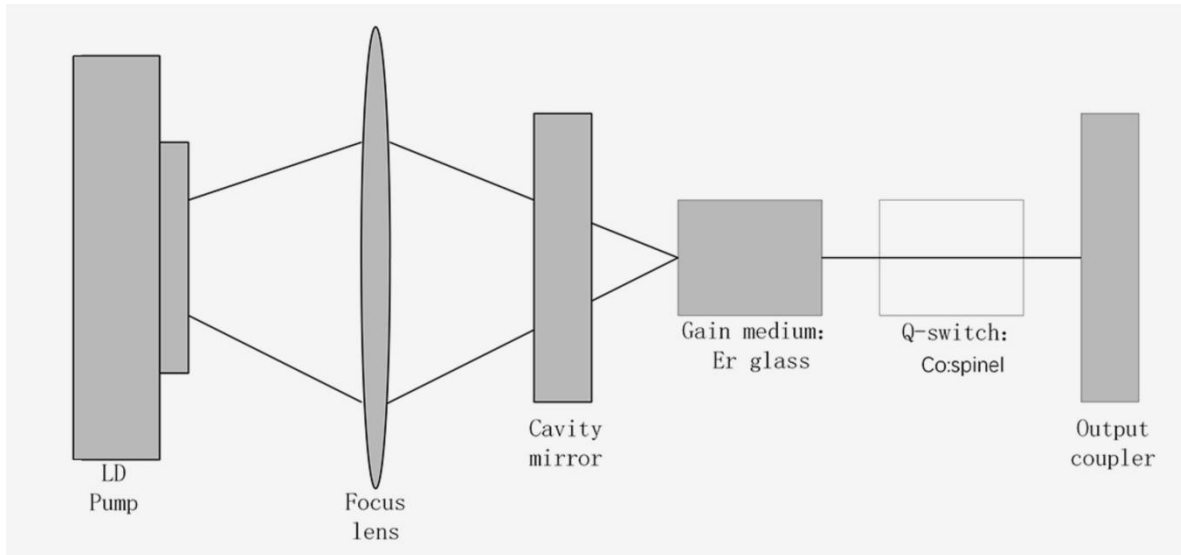 LD
Pump
Focus
lens
Cavity
mirror
Gain medium:
Er glass
Q-switch:
Co:spinel
Output
coupler